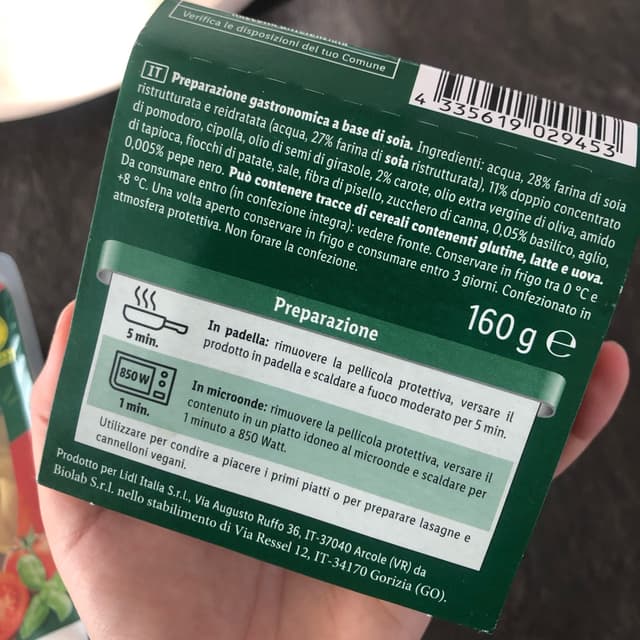 Verifica le disposizioni del tuo Comune
4 335619 029453
IT Preparazione gastronomica a base di soia. Ingredienti: acqua, 28% farina di soia
ristrutturata e reidratata (acqua, 27% farina di soia ristrutturata), 11% doppio concentrato
di pomodoro, cipolla, olio di semi di girasole, 2% carote, olio extra vergine di oliva, amido
di tapioca, fiocchi di patate, sale, fibra di pisello, zucchero di canna, 0,05% basilico, aglio,
0,005% pepe nero. Può contenere tracce di cereali contenenti glutine, latte e uova.
Da consumare entro (in confezione integra): vedere fronte. Conservare in frigo tra 0 °C e
+8 °C. Una volta aperto conservare in frigo e consumare entro 3 giorni. Confezionato in
atmosfera protettiva. Non forare la confezione.
160 g e
Preparazione
5 min.
In padella: rimuovere la pellicola protettiva, versare il
prodotto in padella e scaldare a fuoco moderato per 5 min.
850 W
1 min.
In microonde: rimuovere la pellicola protettiva, versare il
contenuto in un piatto idoneo al microonde e scaldare per
1 minuto a 850 Watt.
Utilizzare per condire a piacere i primi piatti o per preparare lasagne e
cannelloni vegani.
Prodotto per Lidl Italia S.r.l., Via Augusto Ruffo 36, IT-37040 Arcole (VR) da
Biolab S.r.l. nello stabilimento di Via Ressel 12, IT-34170 Gorizia (GO).